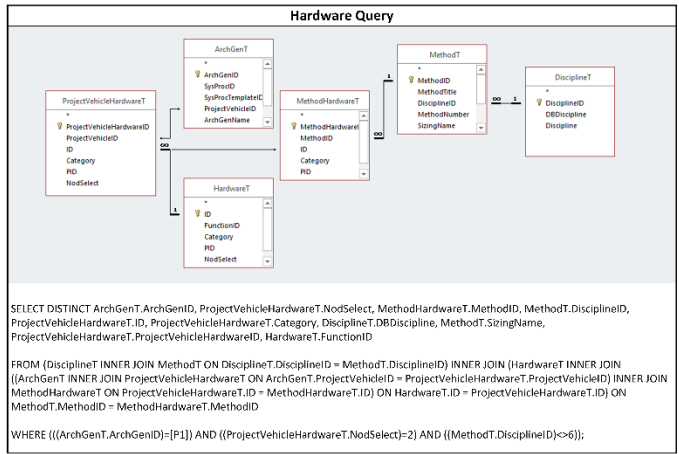 Hardware Query
ArchGenT
*
ArchGenID
SysProcID
SysProcTemplateID
ProjectVehicleID
ArchGenName
MethodT
*
MethodID
MethodTitle
DisciplineID
MethodNumber
SizingName
DisciplineT
*
DisciplineID
DBDiscipline
Discipline
ProjectVehicleHardwareT
*
ProjectVehicleHardwareID
ProjectVehicleID
ID
Category
PID
NodSelect
MethodHardwareT
*
MethodHardwareI
MethodID
ID
Category
PID
HardwareT
*
ID
FunctionID
Category
PID
NodSelect
∞
1
1
∞
∞
1
SELECT DISTINCT ArchGenT.ArchGenID, ProjectVehicleHardwareT.NodSelect, MethodHardwareT.MethodID, MethodT.DisciplineID,
ProjectVehicleHardwareT.ID, ProjectVehicleHardwareT.Category, DisciplineT.DBDiscipline, MethodT.SizingName,
ProjectVehicleHardwareT.ProjectVehicleHardwareID, HardwareT.FunctionID
FROM (DisciplineT INNER JOIN MethodT ON DisciplineT.DisciplineID = MethodT.DisciplineID) INNER JOIN (HardwareT INNER JOIN
((ArchGenT INNER JOIN ProjectVehicleHardwareT ON ArchGenT.ProjectVehicleID = ProjectVehicleHardwareT.ProjectVehicleID) INNER JOIN
MethodHardwareT ON ProjectVehicleHardwareT.ID = MethodHardwareT.ID) ON HardwareT.ID = ProjectVehicleHardwareT.ID) ON
MethodT.MethodID = MethodHardwareT.MethodID
WHERE (((ArchGenT.ArchGenID)=[P1]) AND ((ProjectVehicleHardwareT.NodSelect)=2) AND ((MethodT.DisciplineID)<>6));